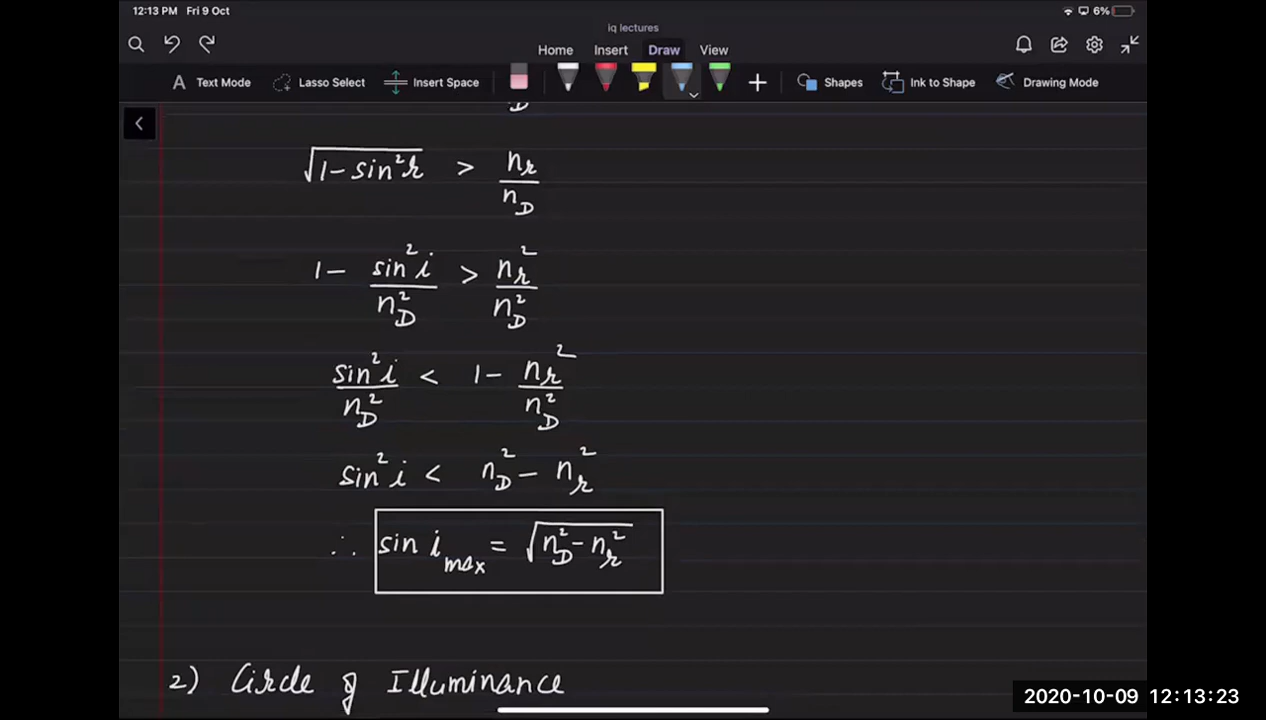 12:13 PM Fri 9 Oct 6%
iq lectures
Home Insert Draw View
A Text Mode Lasso Select Insert Space Shapes Ink to Shape Drawing Mode
D
√(1 - sin²r) > n_r / n_D
1 - sin²i / n_D² > n_r² / n_D²
sin²i / n_D² < 1 - n_r² / n_D²
sin²i < n_D² - n_r²
∴ sin i_max = √(n_D² - n_r²)
2) Circle of Illuminance
2020-10-09 12:13:23